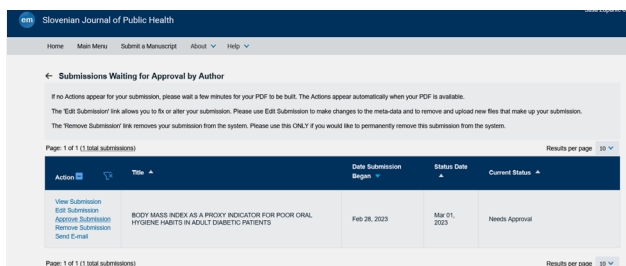 em Slovenian Journal of Public Health
Home Main Menu Submit a Manuscript About Help
← Submissions Waiting for Approval by Author
If no Actions appear for your submission, please wait a few minutes for your PDF to be built. The Actions appear automatically when your PDF is available.
The 'Edit Submission' link allows you to fix or alter your submission. Please use Edit Submission to make changes to the meta-data and to remove and upload new files that make up your submission.
The 'Remove Submission' link removes your submission from the system. Please use this ONLY if you would like to permanently remove this submission from the system.
Page: 1 of 1 (1 total submissions) Results per page 10
Action Title Date Submission Began Status Date Current Status
View Submission
Edit Submission
Approve Submission
Remove Submission
Send E-mail
BODY MASS INDEX AS A PROXY INDICATOR FOR POOR ORAL
HYGIENE HABITS IN ADULT DIABETIC PATIENTS
Feb 28, 2023
Mar 01,
2023
Needs Approval
Page: 1 of 1 (1 total submissions) Results per page 10